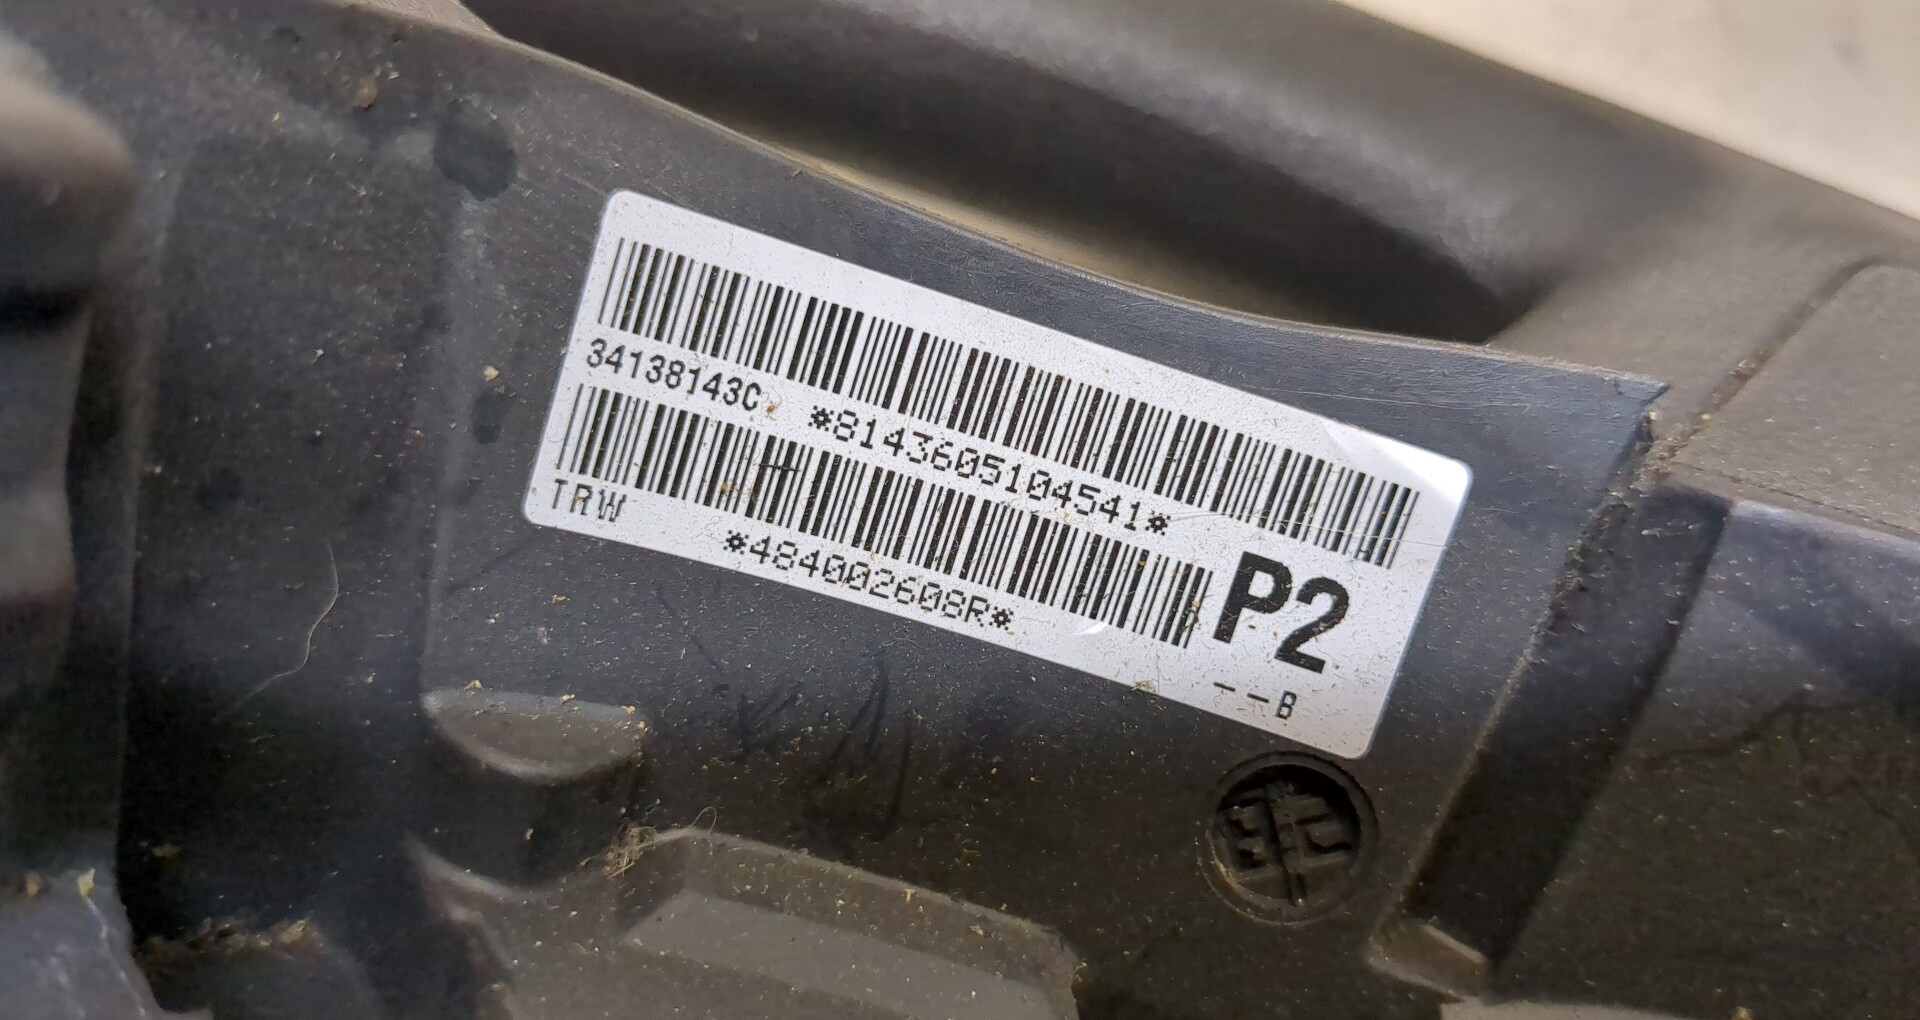 34138143C
*8143605104541*
TRW
*484002608R*
P2
--B